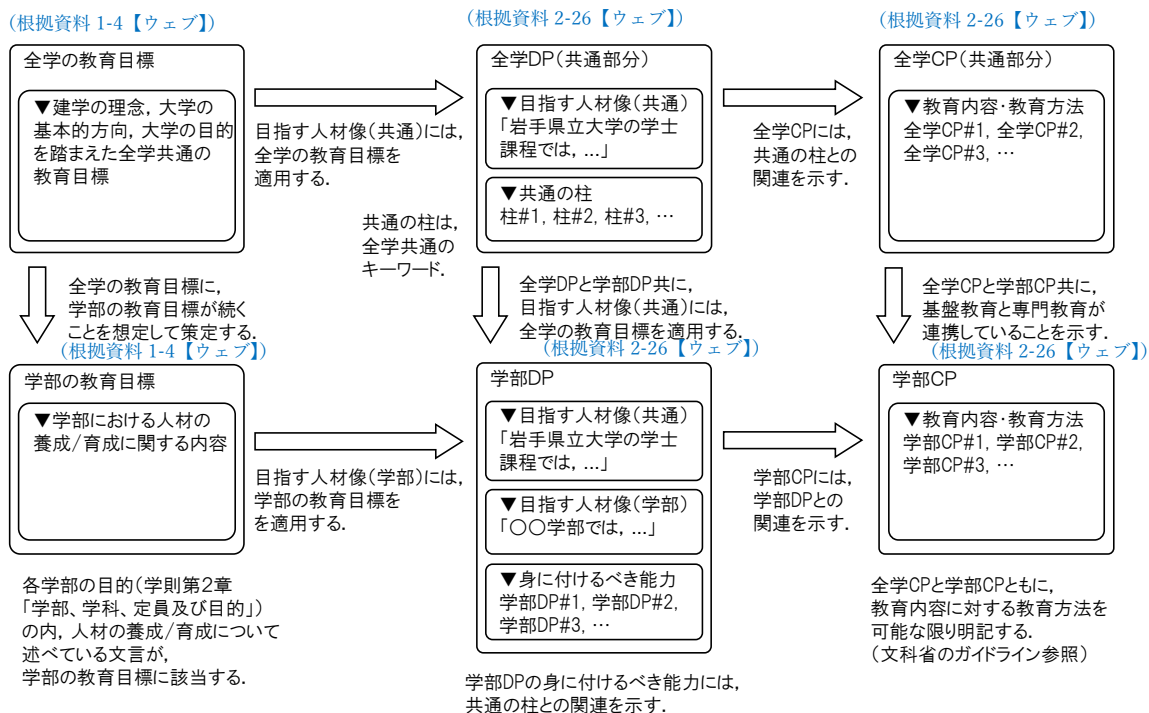 (根拠資料 1-4【ウェブ】)
(根拠資料 2-26【ウェブ】)
(根拠資料 2-26【ウェブ】)
全学の教育目標
▼建学の理念, 大学の
基本的方向, 大学の目的
を踏まえた全学共通の
教育目標
目指す人材像(共通)には,
全学の教育目標を
適用する.
全学DP(共通部分)
▼目指す人材像(共通)
「岩手県立大学の学士
課程では, ...」
▼共通の柱
柱#1, 柱#2, 柱#3, …
共通の柱は,
全学共通の
キーワード.
全学CPには,
共通の柱との
関連を示す.
全学CP(共通部分)
▼教育内容・教育方法
全学CP#1, 全学CP#2,
全学CP#3, …
全学の教育目標に,
学部の教育目標が続く
ことを想定して策定する.
全学DPと学部DP共に,
目指す人材像(共通)には,
全学の教育目標を適用する.
全学CPと学部CP共に,
基盤教育と専門教育が
連携していることを示す.
(根拠資料 1-4【ウェブ】)
(根拠資料 2-26【ウェブ】)
(根拠資料 2-26【ウェブ】)
学部の教育目標
▼学部における人材の
養成/育成に関する内容
目指す人材像(学部)には,
学部の教育目標を
を適用する.
学部DP
▼目指す人材像(共通)
「岩手県立大学の学士
課程では, ...」
▼目指す人材像(学部)
「○○学部では, ...」
▼身に付けるべき能力
学部DP#1, 学部DP#2,
学部DP#3, …
学部CPには,
学部DPとの
関連を示す.
学部CP
▼教育内容・教育方法
学部CP#1, 学部CP#2,
学部CP#3, …
各学部の目的(学則第2章
「学部、学科、定員及び目的」)
の内, 人材の養成/育成について
述べている文言が,
学部の教育目標に該当する.
学部DPの身に付けるべき能力には,
共通の柱との関連を示す.
全学CPと学部CPともに,
教育内容に対する教育方法を
可能な限り明記する.
(文科省のガイドライン参照)